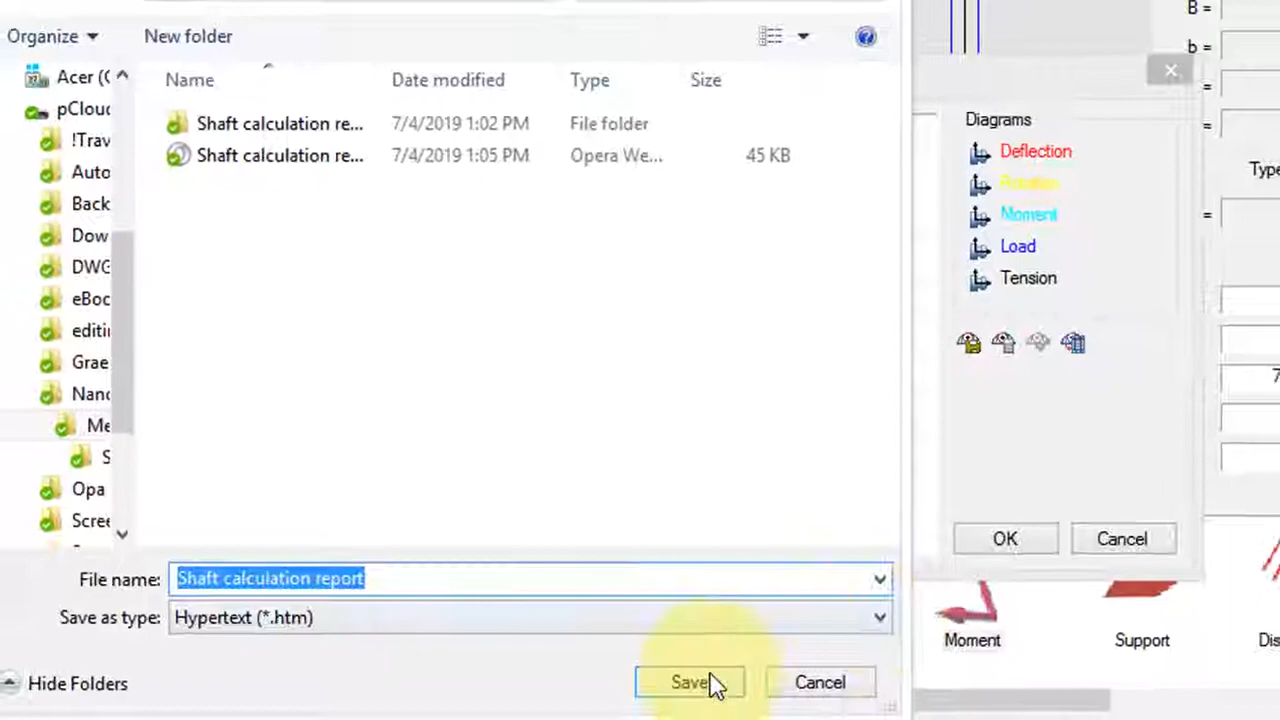 Organize
New folder
Name
Date modified
Type
Size
Acer (C
pCloud
!Trav
Auto
Back
Dow
DWG
eBoo
editi
Grae
Nano
Me
S
Opa
Scree
Shaft calculation re...
7/4/2019 1:02 PM
File folder
Shaft calculation re...
7/4/2019 1:05 PM
Opera We...
45 KB
File name:
Shaft calculation report
Save as type:
Hypertext (*.htm)
Hide Folders
Save
Cancel
B =
b =
=
=
Diagrams
Deflection
Rotation
Moment
Load
Tension
Type
=
7
OK
Cancel
Moment
Support
Dis